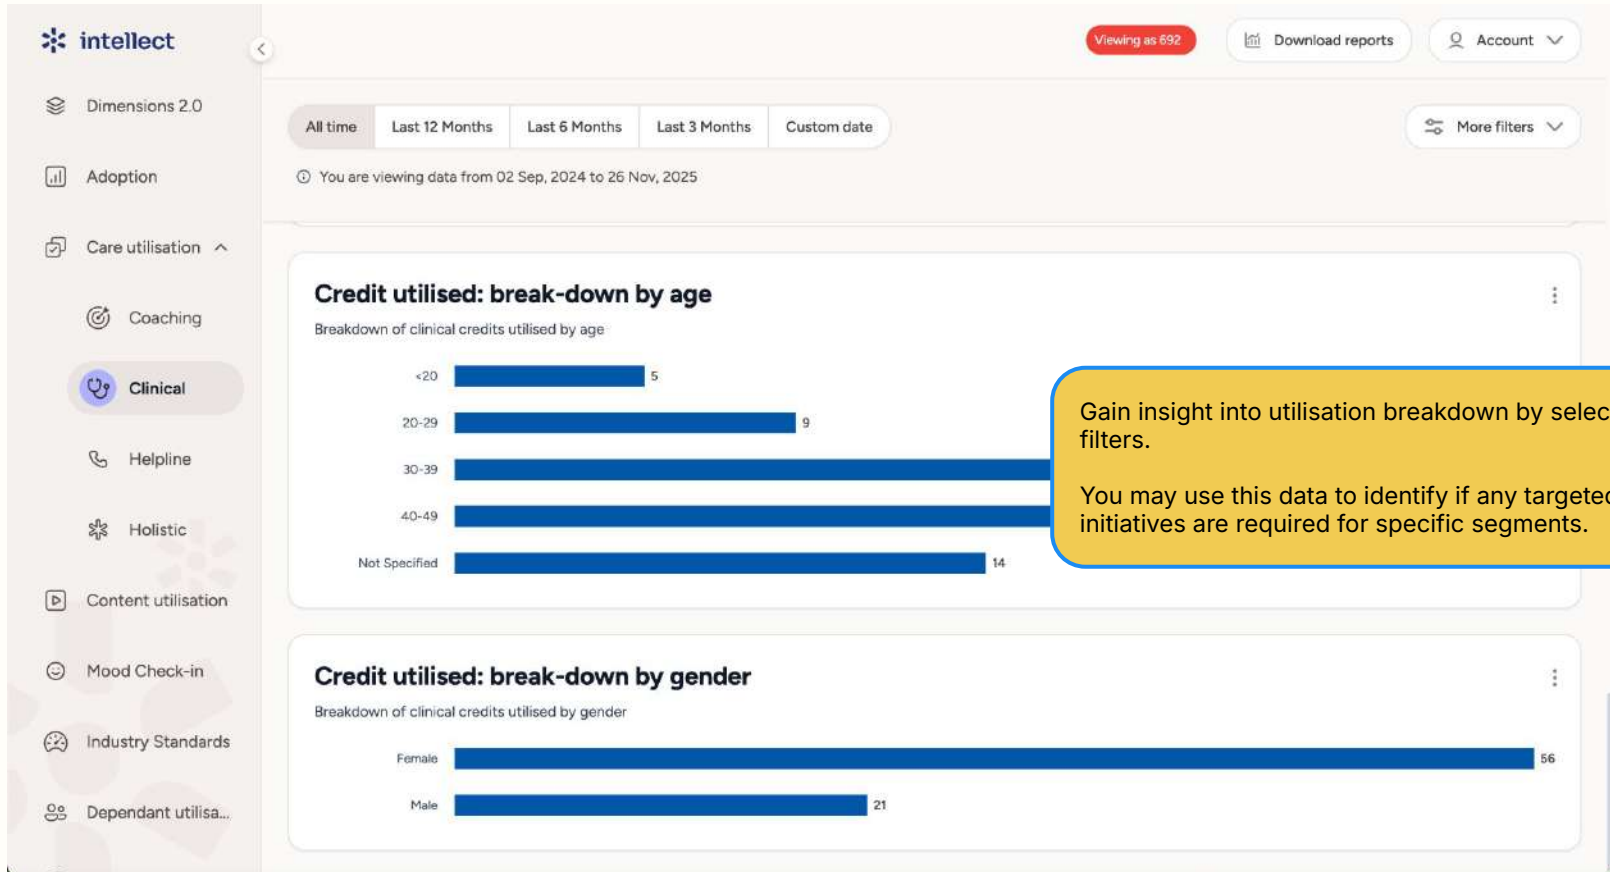 intellect
Viewing as 692
Download reports
Account
Dimensions 2.0
Adoption
Care utilisation
Coaching
Clinical
Helpline
Holistic
Content utilisation
Mood Check-in
Industry Standards
Dependant utilisa...
All time
Last 12 Months
Last 6 Months
Last 3 Months
Custom date
More filters
You are viewing data from 02 Sep, 2024 to 26 Nov, 2025
Credit utilised: break-down by age
Breakdown of clinical credits utilised by age
<20 5
20-29 9
30-39
40-49
Not Specified 14
Gain insight into utilisation breakdown by selec
filters.
You may use this data to identify if any targeted
initiatives are required for specific segments.
Credit utilised: break-down by gender
Breakdown of clinical credits utilised by gender
Female 56
Male 21